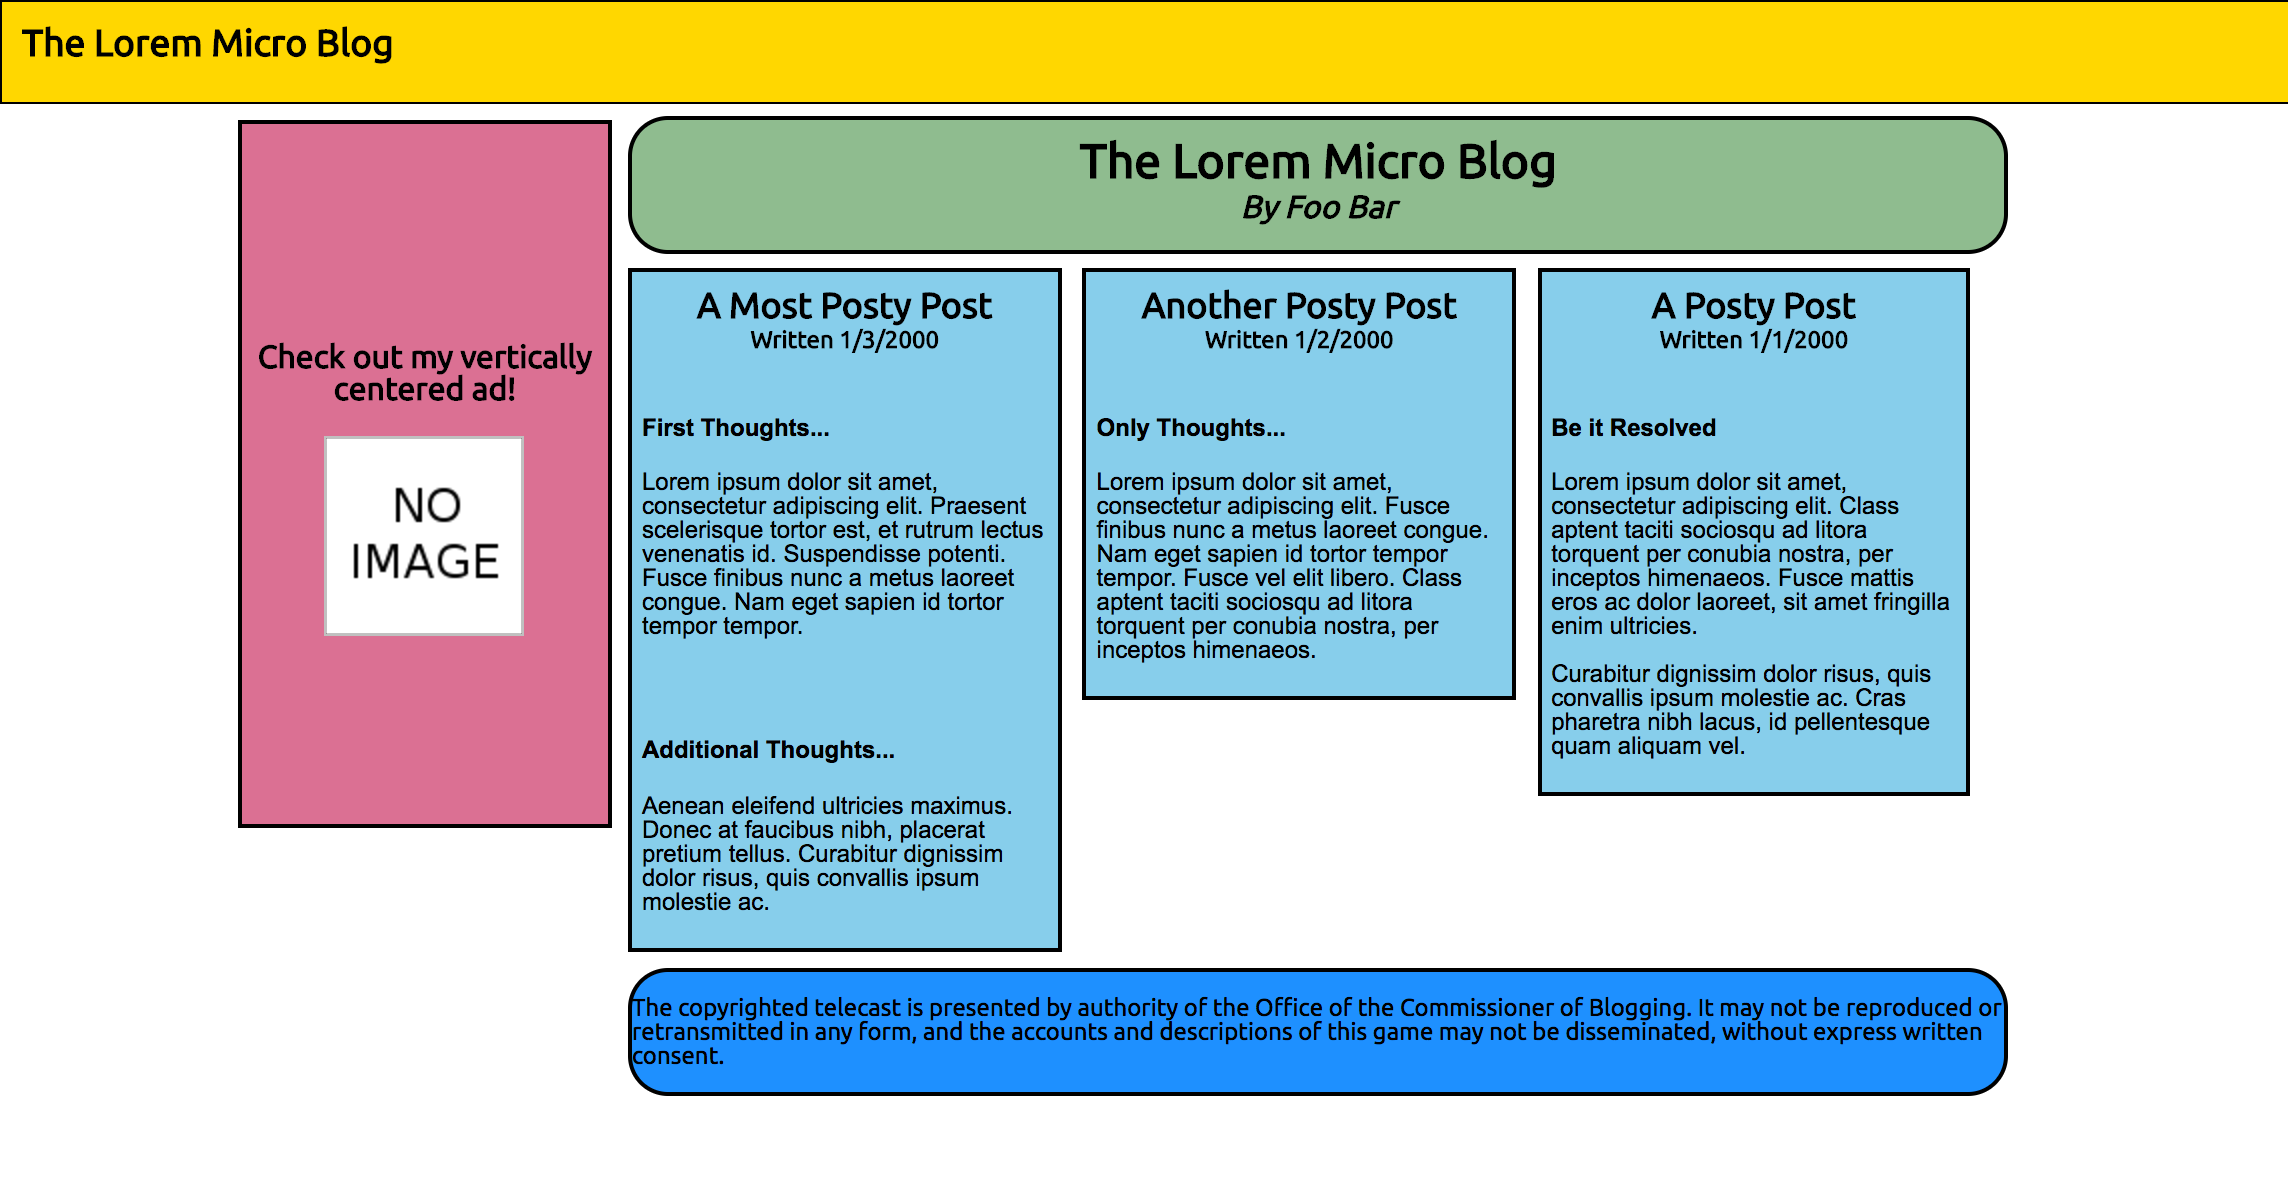 The Lorem Micro Blog
Check out my vertically
centered ad!
NO
IMAGE
The Lorem Micro Blog
By Foo Bar
A Most Posty Post
Written 1/3/2000
First Thoughts...
Lorem ipsum dolor sit amet,
consectetur adipiscing elit. Praesent
scelerisque tortor est, et rutrum lectus
venenatis id. Suspendisse potenti.
Fusce finibus nunc a metus laoreet
congue. Nam eget sapien id tortor
tempor tempor.
Additional Thoughts...
Aenean eleifend ultricies maximus.
Donec at faucibus nibh, placerat
pretium tellus. Curabitur dignissim
dolor risus, quis convallis ipsum
molestie ac.
Another Posty Post
Written 1/2/2000
Only Thoughts...
Lorem ipsum dolor sit amet,
consectetur adipiscing elit. Fusce
finibus nunc a metus laoreet congue.
Nam eget sapien id tortor tempor
tempor. Fusce vel elit libero. Class
aptent taciti sociosqu ad litora
torquent per conubia nostra, per
inceptos himenaeos.
A Posty Post
Written 1/1/2000
Be it Resolved
Lorem ipsum dolor sit amet,
consectetur adipiscing elit. Class
aptent taciti sociosqu ad litora
torquent per conubia nostra, per
inceptos himenaeos. Fusce mattis
eros ac dolor laoreet, sit amet fringilla
enim ultricies.
Curabitur dignissim dolor risus, quis
convallis ipsum molestie ac. Cras
pharetra nibh lacus, id pellentesque
quam aliquam vel.
The copyrighted telecast is presented by authority of the Office of the Commissioner of Blogging. It may not be reproduced or
retransmitted in any form, and the accounts and descriptions of this game may not be disseminated, without express written
consent.